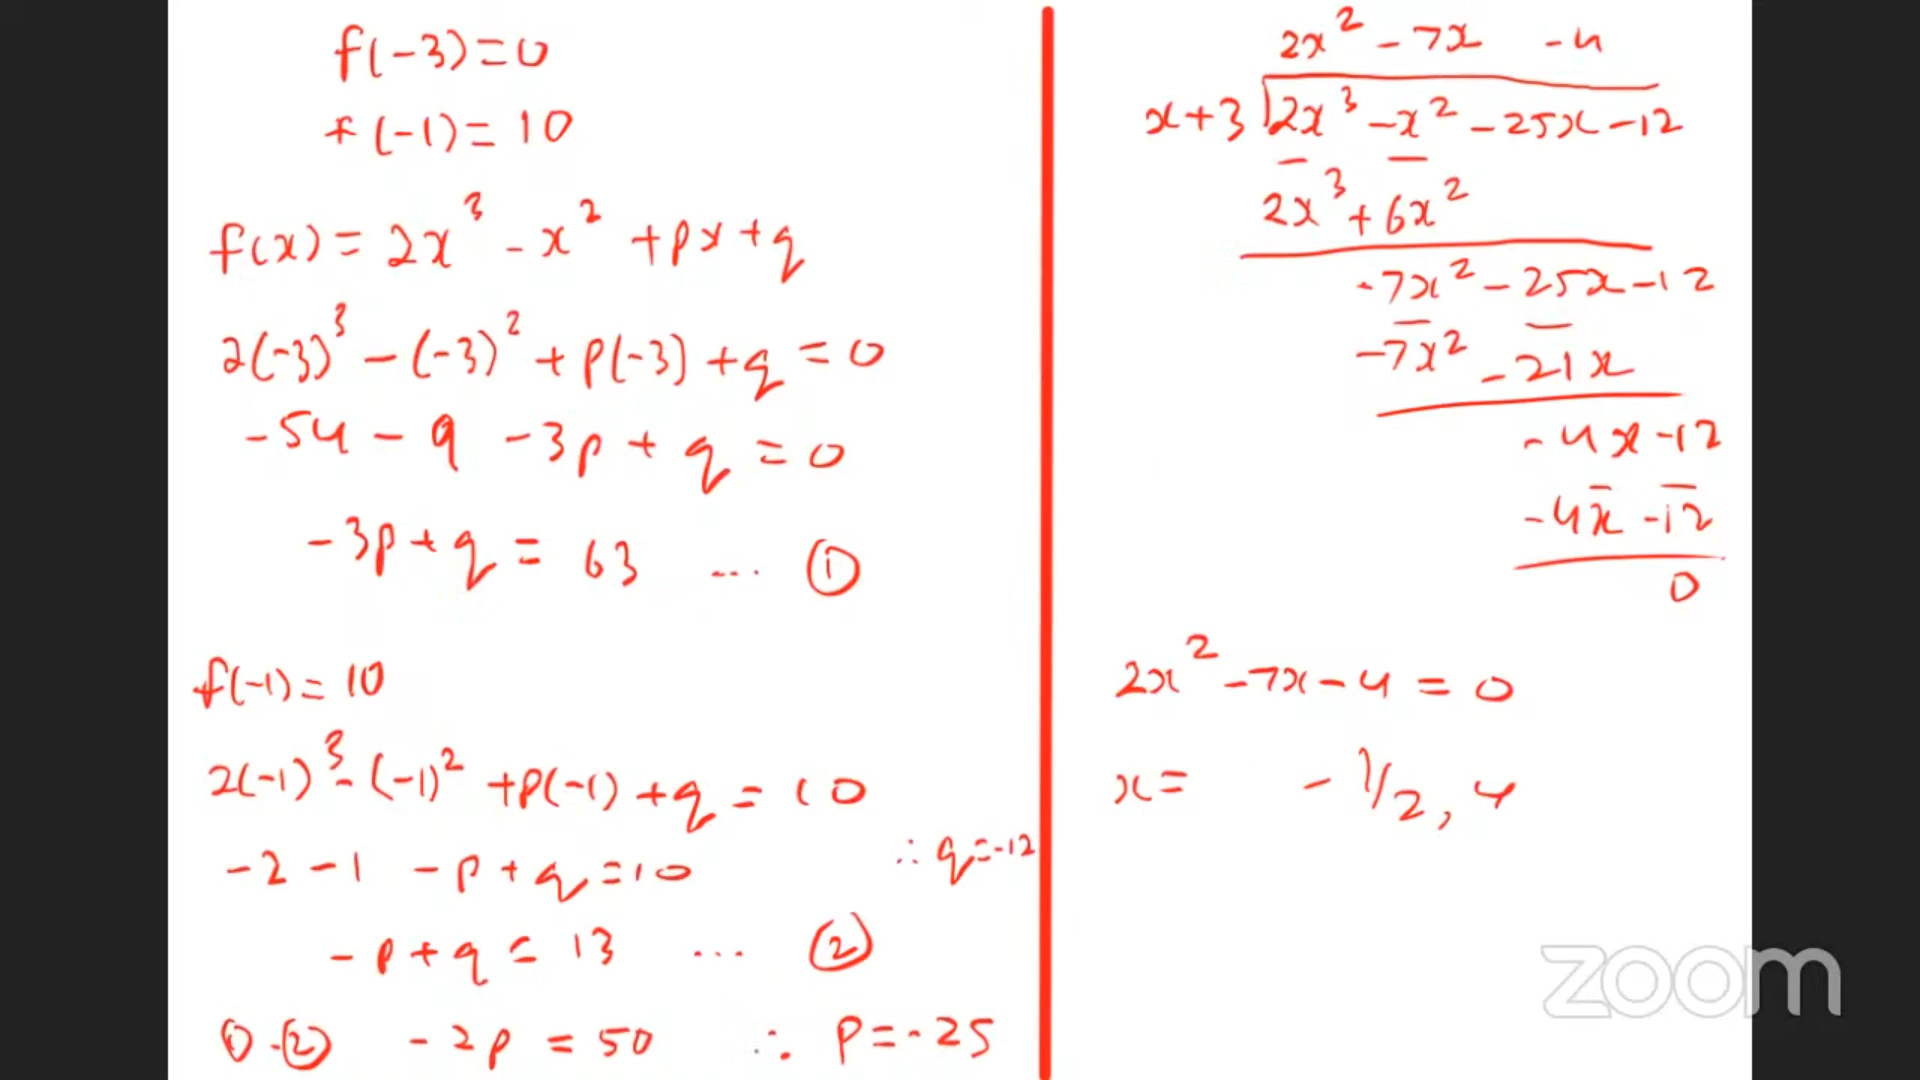 f(-3)=0
f(-1)=10
f(x)= 2x³ - x² +px+q
2(-3)³ -(-3)² + p(-3) +q = 0
-54 - 9 -3p + q = 0
-3p+q = 63 ... ①
f(-1)= 10
2(-1)³ - (-1)² +p(-1) +q = 10
-2 -1 -p + q =10
∴ q=-12
-p+q = 13 ... ②
①-② -2p = 50 ∴ p=-25
2x² -7x -4
x+3 2x³ -x² -25x -12
2x³ +6x²
-7x² -25x -12
-7x² -21x
-4x -12
-4x -12
0
2x² -7x -4 = 0
x= -1/2, 4
zoom